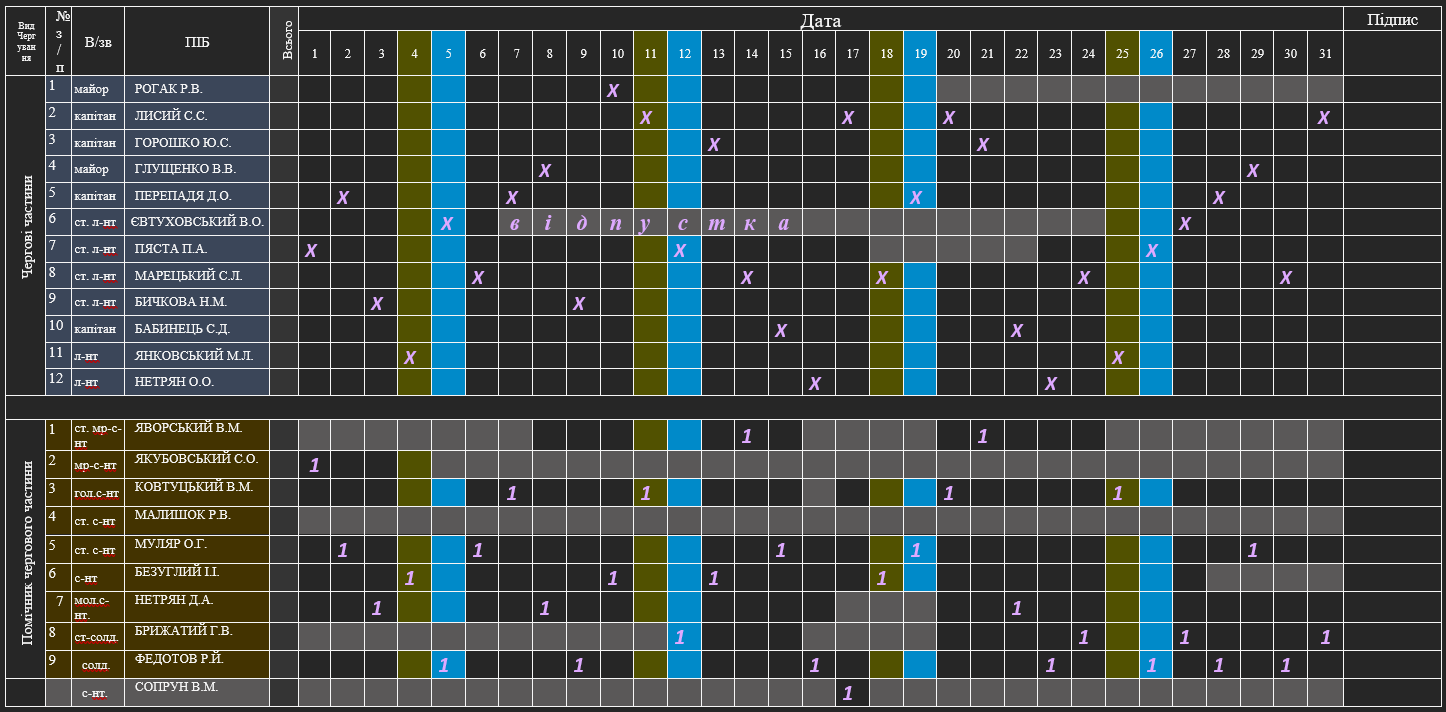 Вид Черг уван ня № з / п В/зв ПІБ Всього Дата Підпис
1 2 3 4 5 6 7 8 9 10 11 12 13 14 15 16 17 18 19 20 21 22 23 24 25 26 27 28 29 30 31
Чергові частини
1 майор РОГАК Р.В. X
2 капітан ЛИСИЙ С.С. X X X X
3 капітан ГОРОШКО Ю.С. X X
4 майор ГЛУЩЕНКО В.В. X X
5 капітан ПЕРЕПАДЯ Д.О. X X X X
6 ст. л-нт ЄВТУХОВСЬКИЙ В.О. X в і д п у с т к а X
7 ст. л-нт ПЯСТА П.А. X X X
8 ст. л-нт МАРЕЦЬКИЙ С.Л. X X X X X
9 ст. л-нт БИЧКОВА Н.М. X X
10 капітан БАБИНЕЦЬ С.Д. X X
11 л-нт ЯНКОВСЬКИЙ М.Л. X X
12 л-нт НЕТРЯН О.О. X X
Помічник чергового частини
1 ст. мр-с-нт ЯВОРСЬКИЙ В.М. 1 1
2 мр-с-нт ЯКУБОВСЬКИЙ С.О. 1
3 гол.с-нт КОВТУЦЬКИЙ В.М. 1 1 1 1
4 ст. с-нт МАЛИШОК Р.В.
5 ст. с-нт МУЛЯР О.Г. 1 1 1 1 1
6 с-нт БЕЗУГЛИЙ І.І. 1 1 1 1
7 мол.с-нт. НЕТРЯН Д.А. 1 1 1
8 ст-солд. БРИЖАТИЙ Г.В. 1 1 1 1
9 солд. ФЕДОТОВ Р.Й. 1 1 1 1 1 1 1
с-нт. СОПРУН В.М. 1